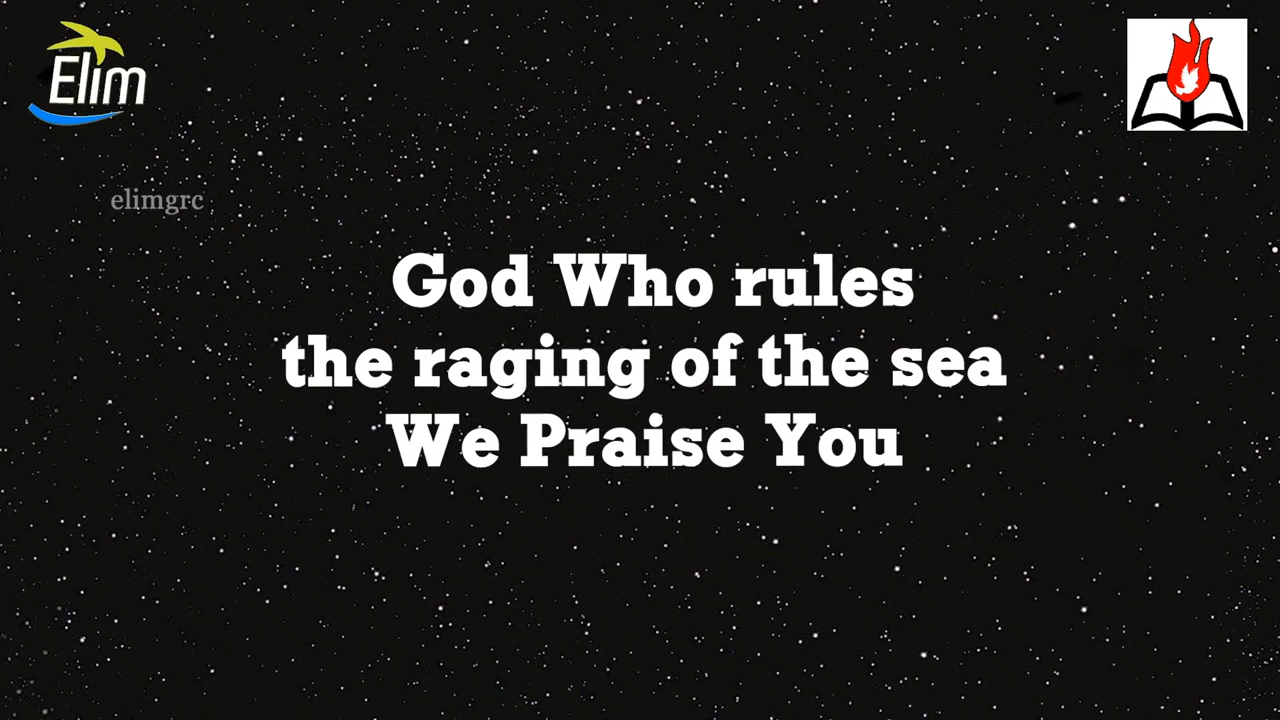 Elim
elimgrc
God Who rules
the raging of the sea
We Praise You